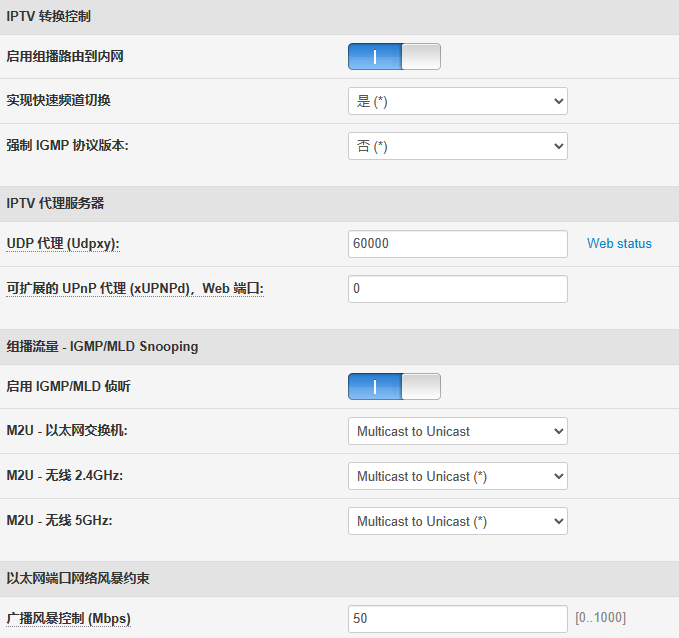 IPTV 转换控制
启用组播路由到内网
实现快速频道切换 是 (*)
强制 IGMP 协议版本: 否 (*)
IPTV 代理服务器
UDP 代理 (Udpxy): 60000 Web status
可扩展的 UPnP 代理 (xUPNPd)，Web 端口: 0
组播流量 - IGMP/MLD Snooping
启用 IGMP/MLD 侦听
M2U - 以太网交换机: Multicast to Unicast
M2U - 无线 2.4GHz: Multicast to Unicast (*)
M2U - 无线 5GHz: Multicast to Unicast (*)
以太网端口网络风暴约束
广播风暴控制 (Mbps) 50 [0..1000]